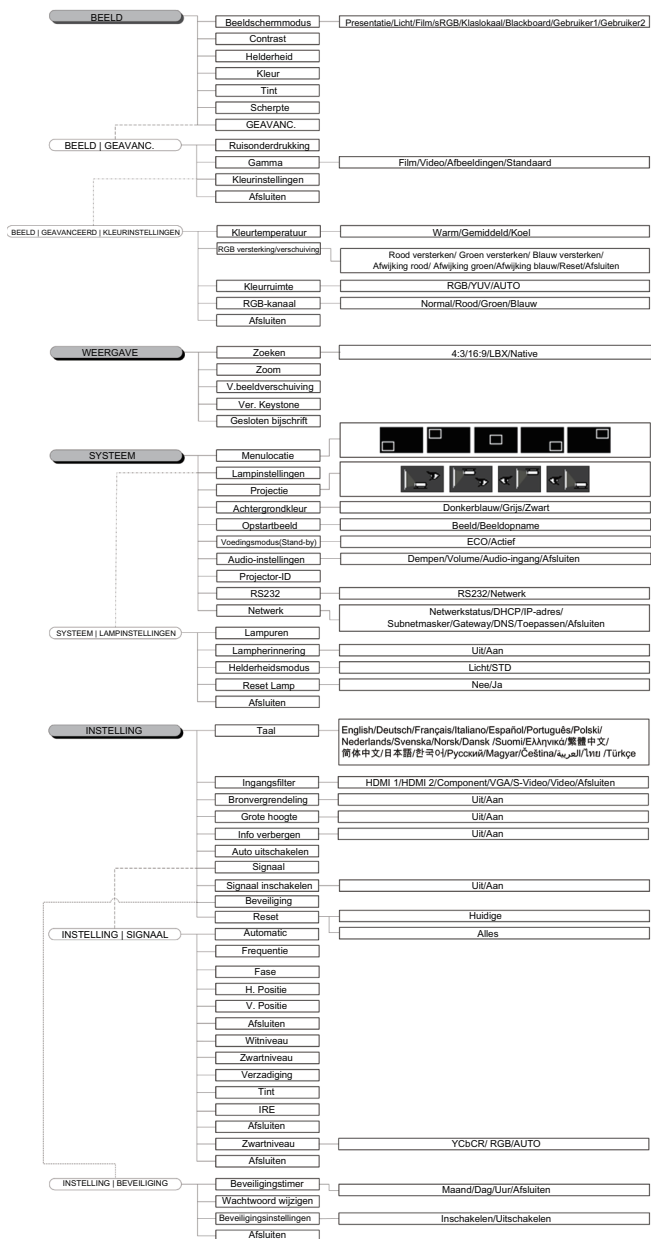 BEELD
Beeldschermmodus
Presentatie/Licht/Film/sRGB/Klaslokaal/Blackboard/Gebruiker1/Gebruiker2
Contrast
Helderheid
Kleur
Tint
Scherpte
GEAVANC.
BEELD | GEAVANC.
Ruisonderdrukking
Gamma
Film/Video/Afbeeldingen/Standaard
Kleurinstellingen
Afsluiten
BEELD | GEAVANCEERD | KLEURINSTELLINGEN
Kleurtemperatuur
Warm/Gemiddeld/Koel
RGB versterking/verschuiving
Rood versterken/ Groen versterken/ Blauw versterken/
Afwijking rood/ Afwijking groen/Afwijking blauw/Reset/Afsluiten
Kleurruimte
RGB/YUV/AUTO
RGB-kanaal
Normal/Rood/Groen/Blauw
Afsluiten
WEERGAVE
Zoeken
4:3/16:9/LBX/Native
Zoom
V.beeldverschuiving
Ver. Keystone
Gesloten bijschrift
SYSTEEM
Menulocatie
Lampinstellingen
Projectie
Achtergrondkleur
Donkerblauw/Grijs/Zwart
Opstartbeeld
Beeld/Beeldopname
Voedingsmodus(Stand-by)
ECO/Actief
Audio-instellingen
Dempen/Volume/Audio-ingang/Afsluiten
Projector-ID
RS232
RS232/Netwerk
Netwerk
Netwerkstatus/DHCP/IP-adres/
Subnetmasker/Gateway/DNS/Toepassen/Afsluiten
SYSTEEM | LAMPINSTELLINGEN
Lampuren
Lampherinnering
Uit/Aan
Helderheidsmodus
Licht/STD
Reset Lamp
Nee/Ja
Afsluiten
INSTELLING
Taal
English/Deutsch/Français/Italiano/Español/Português/Polski/
Nederlands/Svenska/Norsk/Dansk /Suomi/Ελληνικά/繁體中文/
简体中文/日本語/한국어/Русский/Magyar/Čeština/العربية/ไทย /Türkçe
Ingangsfilter
HDMI 1/HDMI 2/Component/VGA/S-Video/Video/Afsluiten
Bronvergrendeling
Uit/Aan
Grote hoogte
Uit/Aan
Info verbergen
Uit/Aan
Auto uitschakelen
Signaal
Signaal inschakelen
Uit/Aan
Beveiliging
Reset
Huidige
Alles
INSTELLING | SIGNAAL
Automatic
Frequentie
Fase
H. Positie
V. Positie
Afsluiten
Witniveau
Zwartniveau
Verzadiging
Tint
IRE
Afsluiten
Zwartniveau
YCbCR/ RGB/AUTO
Afsluiten
INSTELLING | BEVEILIGING
Beveiligingstimer
Maand/Dag/Uur/Afsluiten
Wachtwoord wijzigen
Beveiligingsinstellingen
Inschakelen/Uitschakelen
Afsluiten